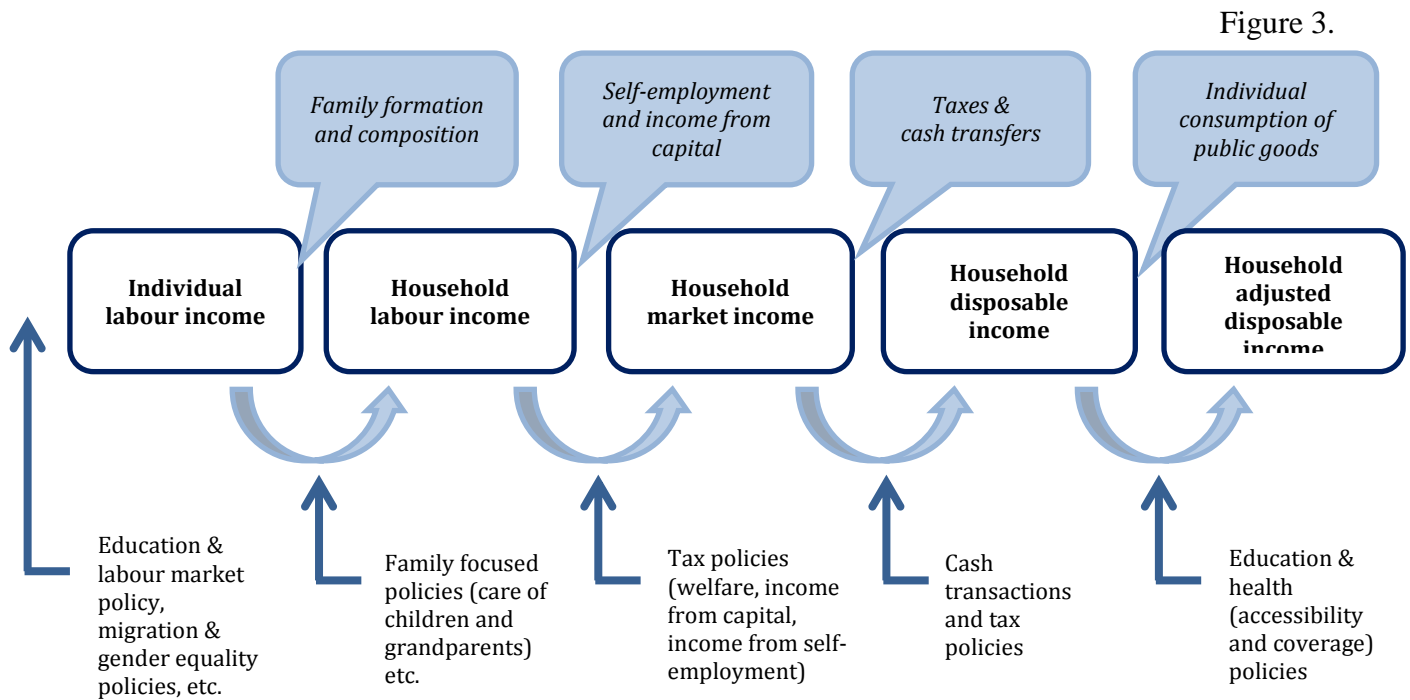 Figure 3.
Family formation
and composition
Self-employment
and income from
capital
Taxes &
cash transfers
Individual
consumption of
public goods
Individual
labour income
Household
labour income
Household
market income
Household
disposable
income
Household
adjusted
disposable
income
Education &
labour market
policy,
migration &
gender equality
policies, etc.
Family focused
policies (care of
children and
grandparents)
etc.
Tax policies
(welfare, income
from capital,
income from self-
employment)
Cash
transactions
and tax
policies
Education &
health
(accessibility
and coverage)
policies